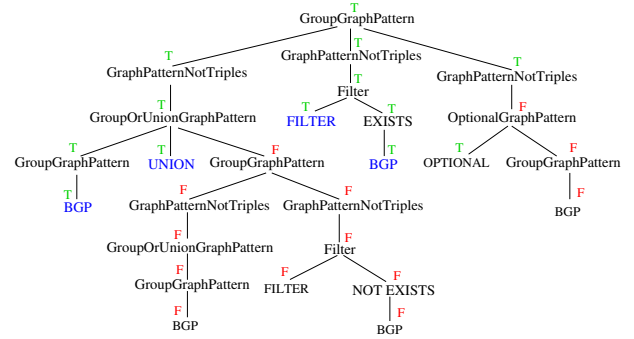 T
GroupGraphPattern
T T T
GraphPatternNotTriples GraphPatternNotTriples GraphPatternNotTriples
T T F
GroupOrUnionGraphPattern Filter OptionalGraphPattern
T T F T T T F
GroupGraphPattern UNION GroupGraphPattern FILTER EXISTS OPTIONAL GroupGraphPattern
T T F
BGP BGP BGP
F F
GraphPatternNotTriples GraphPatternNotTriples
F F
GroupOrUnionGraphPattern Filter
F F F
GroupGraphPattern FILTER NOT EXISTS
F F
BGP BGP